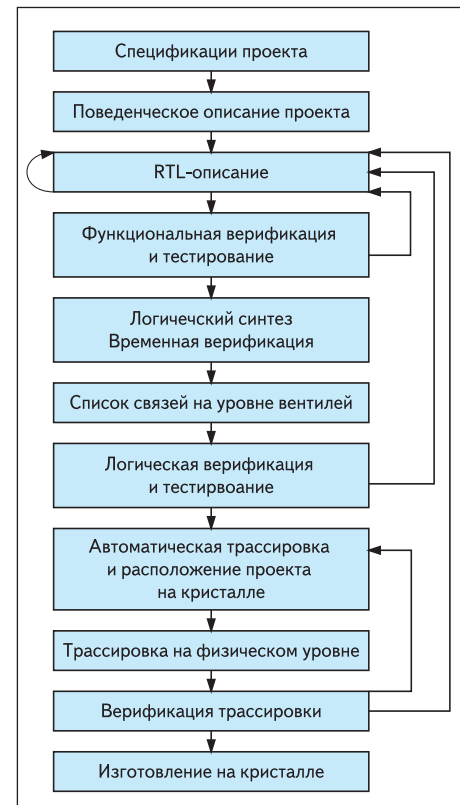 Спецификации проекта
Поведенческое описание проекта
RTL-описание
Функциональная верификация
и тестирование
Логичечский синтез
Временная верификация
Список связей на уровне вентилей
Логическая верификация
и тестирвоание
Автоматическая трассировка
и расположение проекта
на кристалле
Трассировка на физическом уровне
Верификация трассировки
Изготовление на кристалле